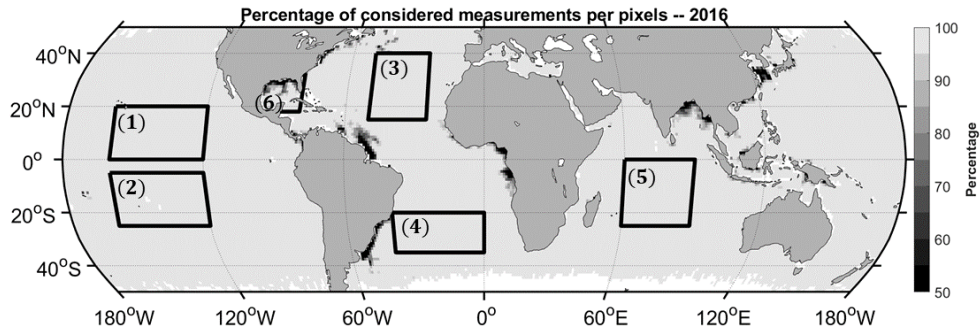 Percentage of considered measurements per pixels -- 2016
40°N
20°N
0°
20°S
40°S
(1)
(2)
(3)
(4)
(5)
(6)
180°W
120°W
60°W
0°
60°E
120°E
180°W
100
90
80
70
60
50
Percentage